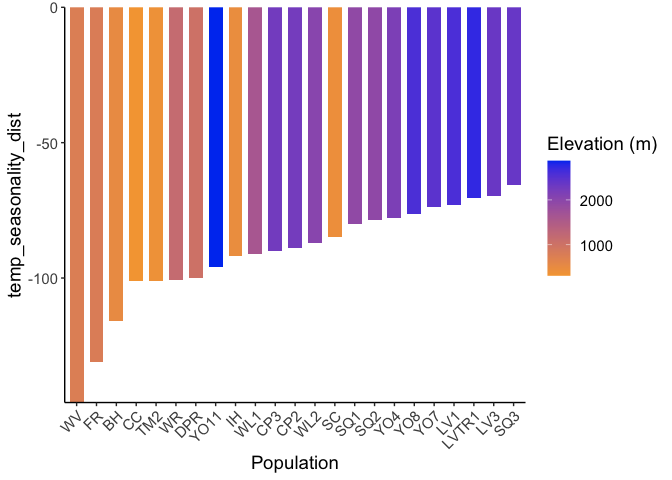 0
-50
-100
temp_seasonality_dist
WV FR BH CC TM2 WR DPR YO11 IH WL1 CP3 CP2 WL2 SC SQ1 SQ2 YO4 YO8 YO7 LV1 LVTR1 LV3 SQ3
Population
Elevation (m)
2000
1000